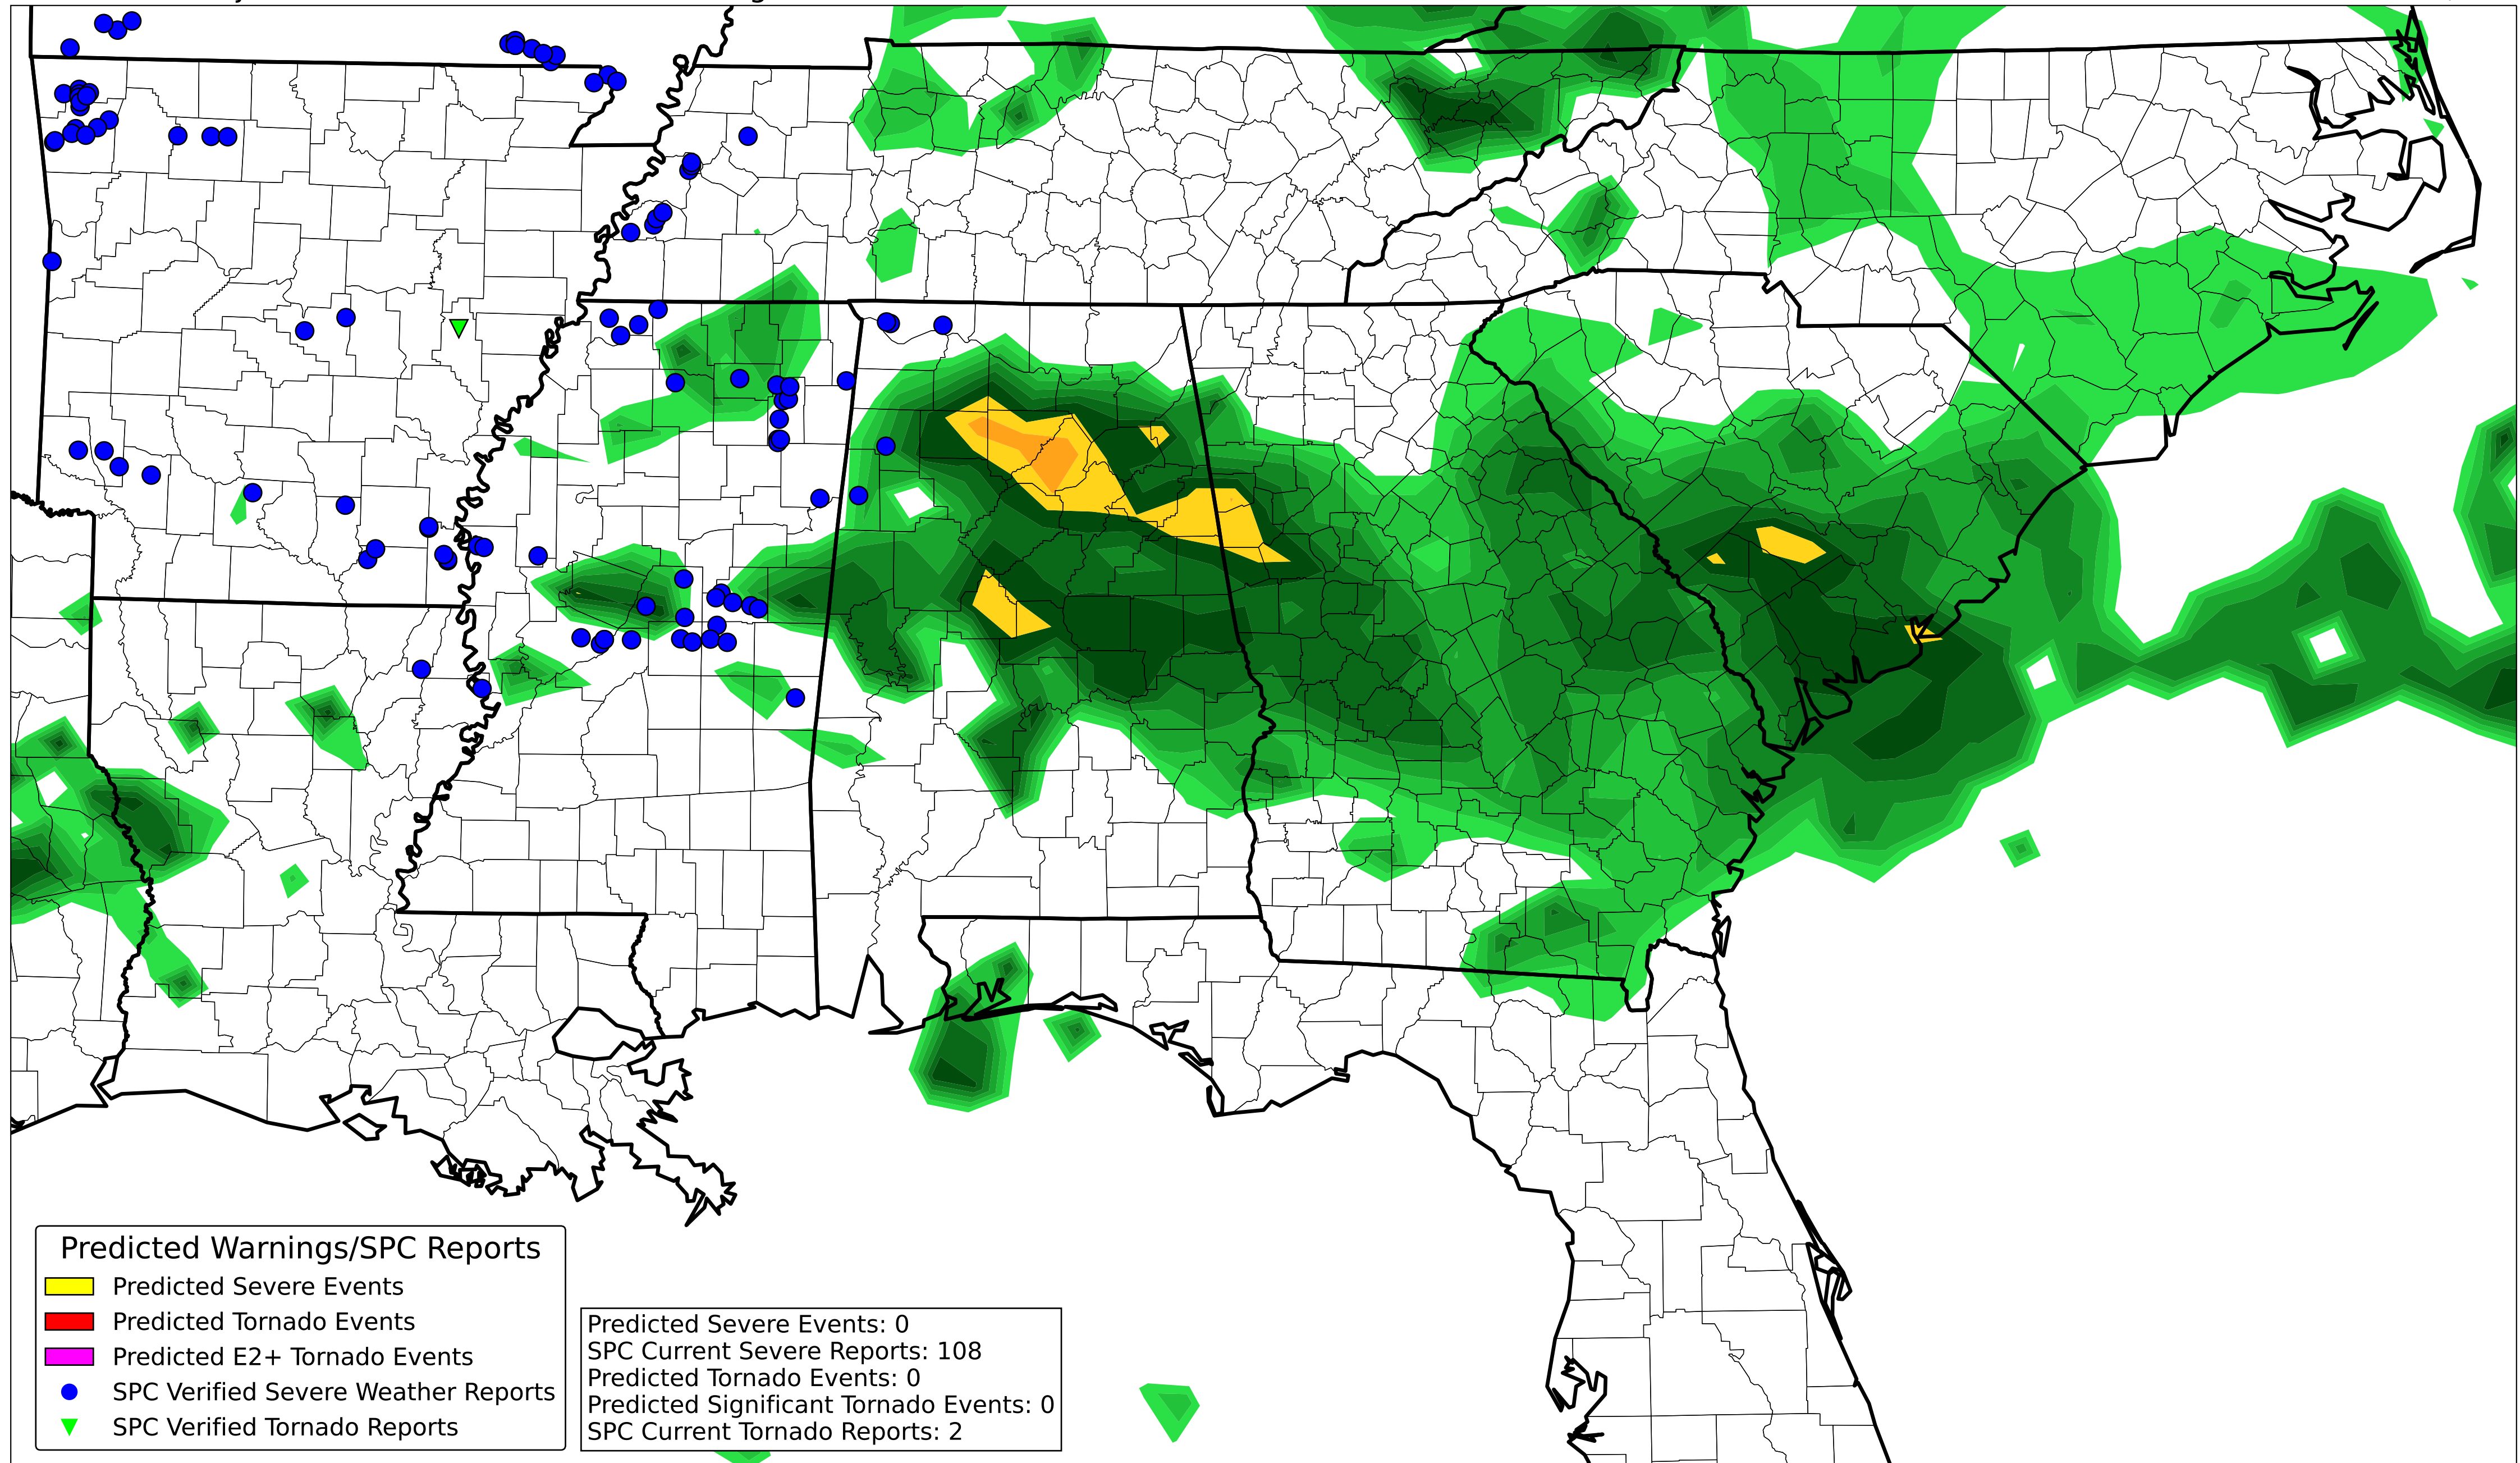 Predicted Warnings/SPC Reports
Predicted Severe Events
Predicted Tornado Events
Predicted E2+ Tornado Events
SPC Verified Severe Weather Reports
SPC Verified Tornado Reports
Predicted Severe Events: 0
SPC Current Severe Reports: 108
Predicted Tornado Events: 0
Predicted Significant Tornado Events: 0
SPC Current Tornado Reports: 2